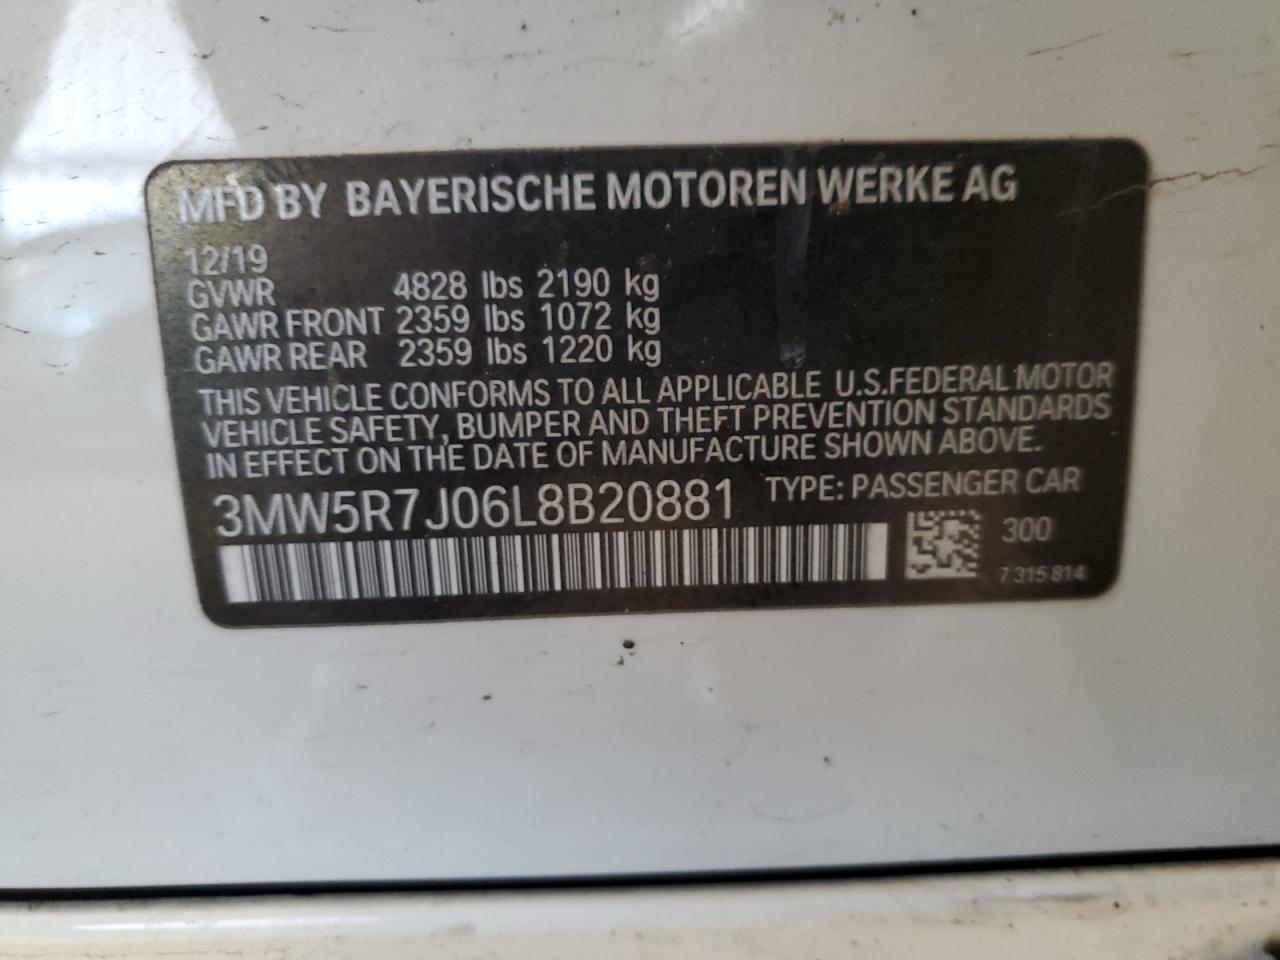 MFD BY BAYERISCHE MOTOREN WERKE AG
12/19
GVWR 4828 lbs 2190 kg
GAWR FRONT 2359 lbs 1072 kg
GAWR REAR 2359 lbs 1220 kg
THIS VEHICLE CONFORMS TO ALL APPLICABLE U.S.FEDERAL MOTOR
VEHICLE SAFETY, BUMPER AND THEFT PREVENTION STANDARDS
IN EFFECT ON THE DATE OF MANUFACTURE SHOWN ABOVE.
3MW5R7J06L8B20881 TYPE: PASSENGER CAR
300
7 315 814